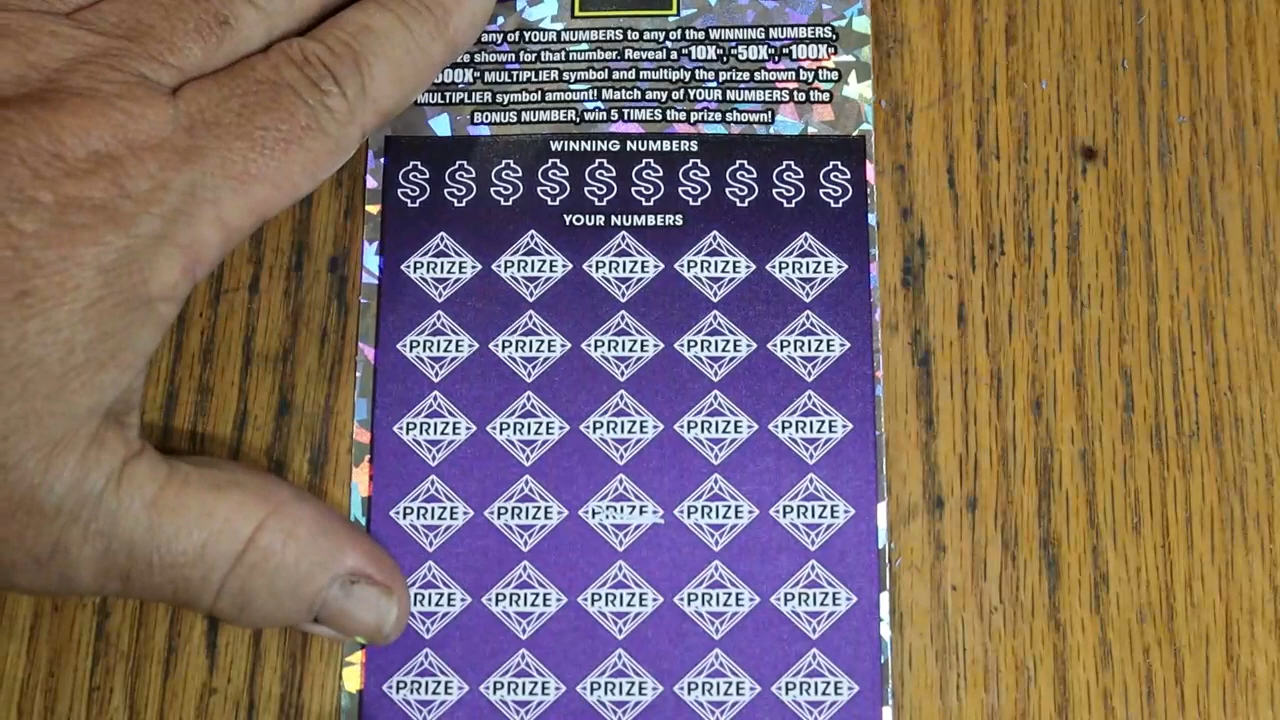 any of YOUR NUMBERS to any of the WINNING NUMBERS,
shown for that number. Reveal a "10X", "50X", "100X"
MULTIPLIER symbol and multiply the prize shown by the
MULTIPLIER symbol amount! Match any of YOUR NUMBERS to the
BONUS NUMBER, win 5 TIMES the prize shown!
WINNING NUMBERS
$ $ $ $ $ $ $ $ $ $
YOUR NUMBERS
PRIZE PRIZE PRIZE PRIZE PRIZE
PRIZE PRIZE PRIZE PRIZE PRIZE
PRIZE PRIZE PRIZE PRIZE PRIZE
PRIZE PRIZE PRIZE PRIZE PRIZE
PRIZE PRIZE PRIZE PRIZE PRIZE
PRIZE PRIZE PRIZE PRIZE PRIZE